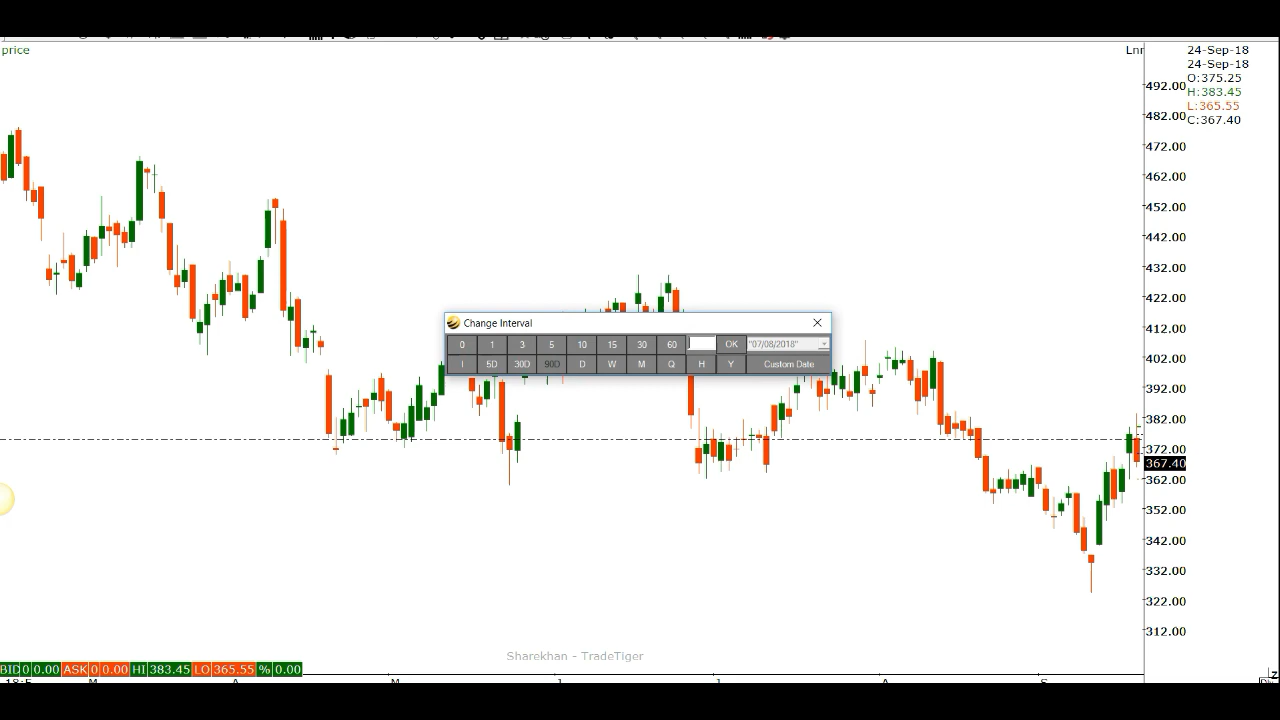 price
Lnr
24-Sep-18
24-Sep-18
O:375.25
H:383.45
L:365.55
C:367.40
492.00
482.00
472.00
462.00
452.00
442.00
432.00
422.00
412.00
402.00
392.00
382.00
372.00
367.40
362.00
352.00
342.00
332.00
322.00
312.00
Change Interval
0 1 3 5 10 15 30 60 OK "07/08/2018"
I 5D 30D 90D D W M Q H Y Custom Date
Sharekhan - TradeTiger
BID 0 0.00 ASK 0 0.00 HI 383.45 LO 365.55 % 0.00